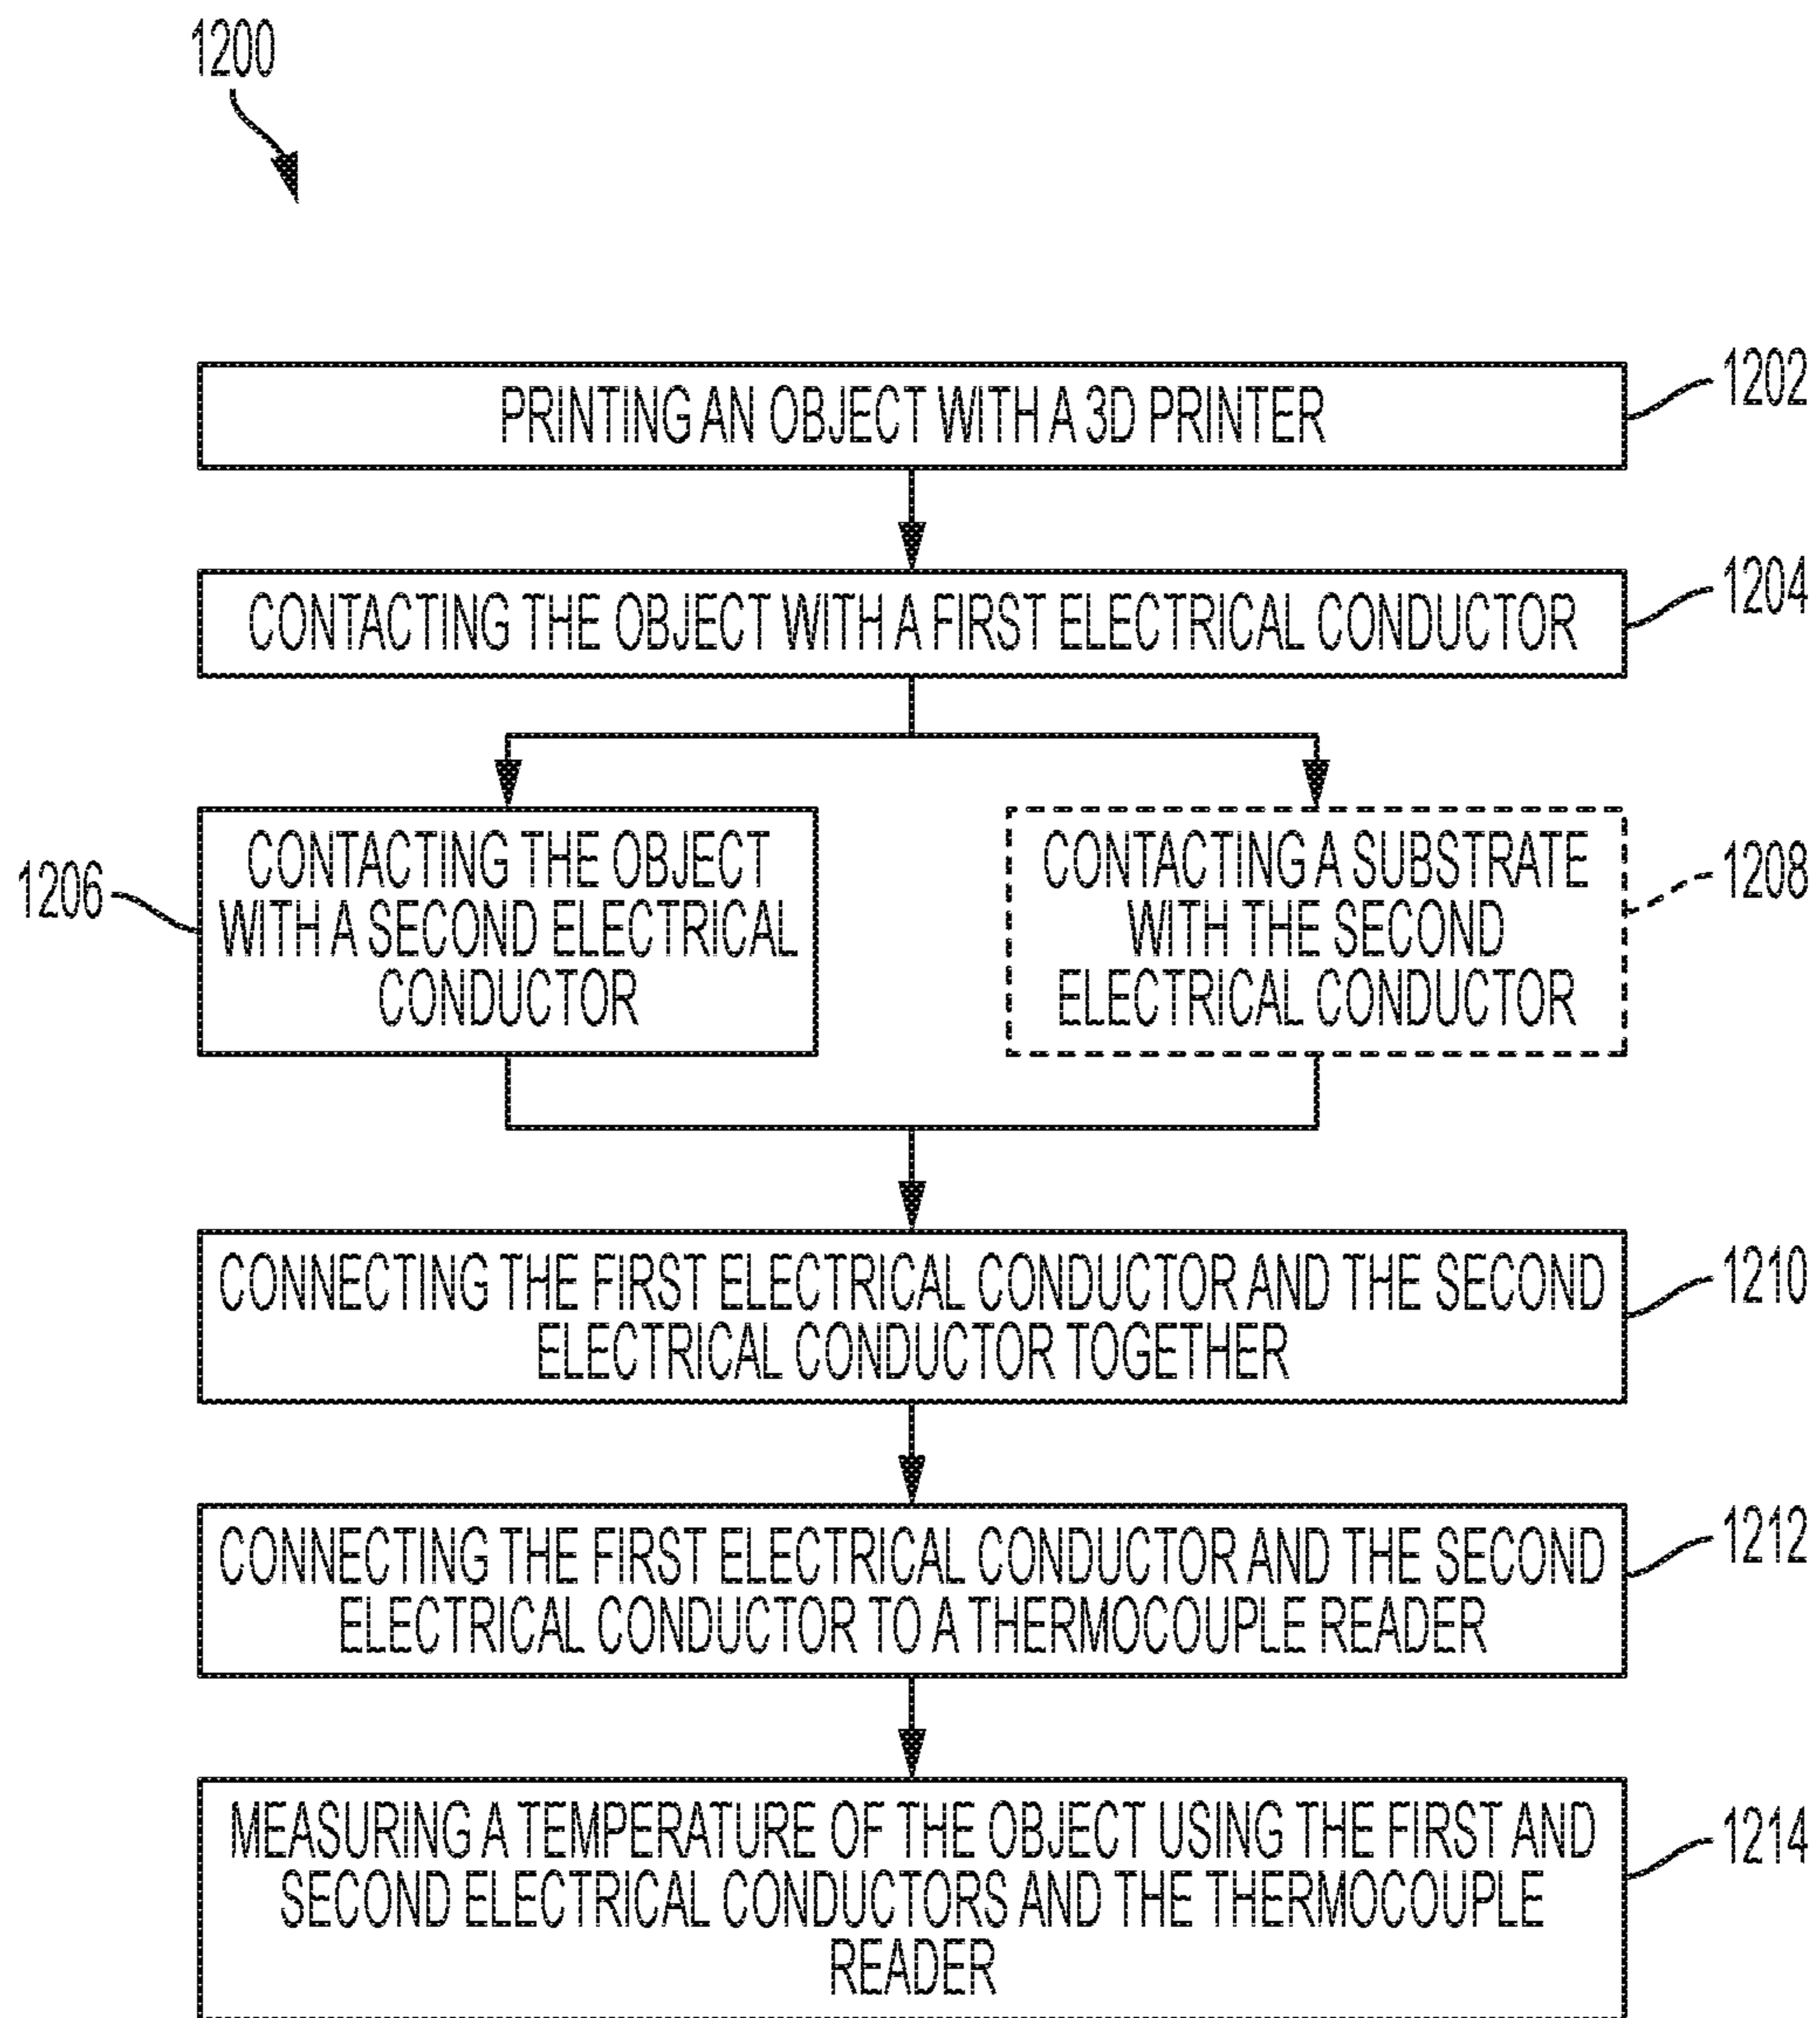 1200
PRINTING AN OBJECT WITH A 3D PRINTER
1202
CONTACTING THE OBJECT WITH A FIRST ELECTRICAL CONDUCTOR
1204
CONTACTING THE OBJECT
WITH A SECOND ELECTRICAL
CONDUCTOR
1206
CONTACTING A SUBSTRATE
WITH THE SECOND
ELECTRICAL CONDUCTOR
1208
CONNECTING THE FIRST ELECTRICAL CONDUCTOR AND THE SECOND
ELECTRICAL CONDUCTOR TOGETHER
1210
CONNECTING THE FIRST ELECTRICAL CONDUCTOR AND THE SECOND
ELECTRICAL CONDUCTOR TO A THERMOCOUPLE READER
1212
MEASURING A TEMPERATURE OF THE OBJECT USING THE FIRST AND
SECOND ELECTRICAL CONDUCTORS AND THE THERMOCOUPLE
READER
1214